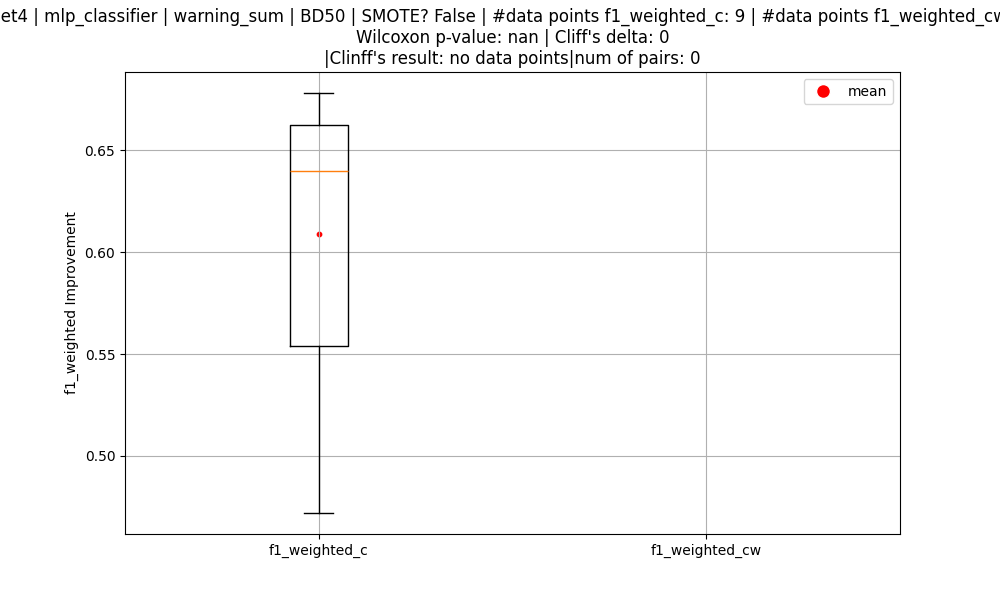 et4 | mlp_classifier | warning_sum | BD50 | SMOTE? False | #data points f1_weighted_c: 9 | #data points f1_weighted_cw
Wilcoxon p-value: nan | Cliff's delta: 0
|Clinff's result: no data points|num of pairs: 0
mean
0.65
0.60
0.55
0.50
f1_weighted Improvement
f1_weighted_c
f1_weighted_cw